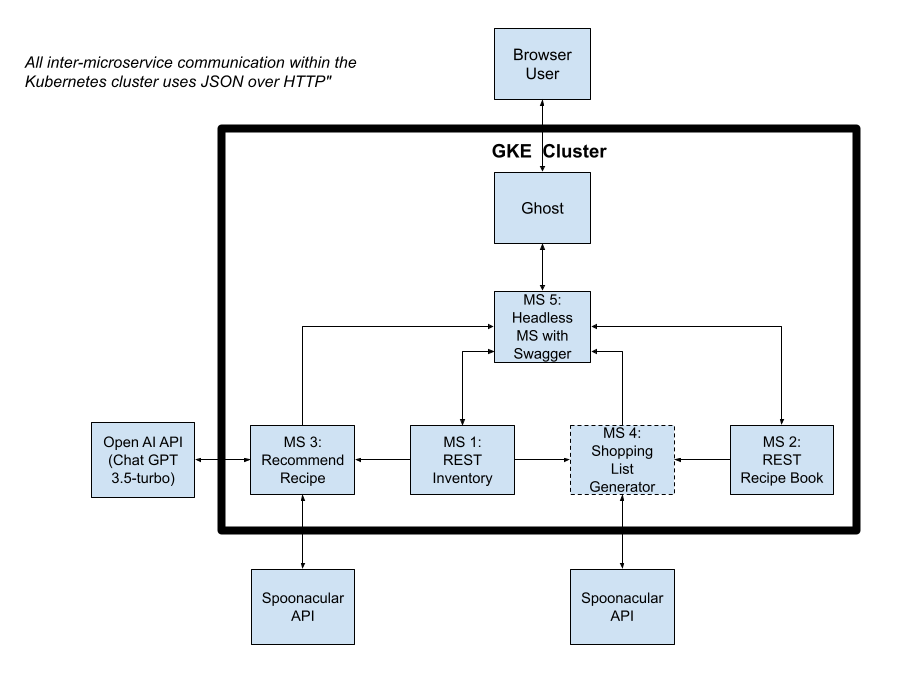 Browser
User
All inter-microservice communication within the
Kubernetes cluster uses JSON over HTTP"
GKE Cluster
Ghost
MS 5:
Headless
MS with
Swagger
Open AI API
(Chat GPT
3.5-turbo)
MS 3:
Recommend
Recipe
MS 1:
REST
Inventory
MS 4:
Shopping
List
Generator
MS 2:
REST
Recipe Book
Spoonacular
API
Spoonacular
API